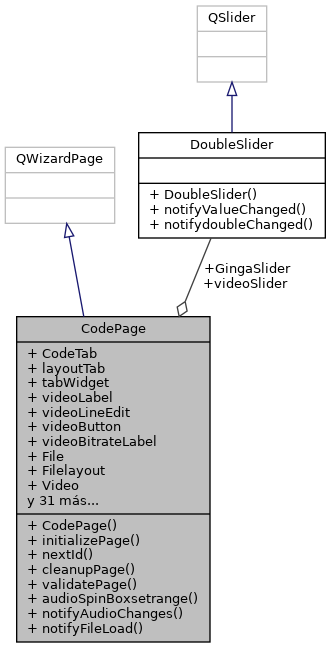 QSlider
DoubleSlider
+ DoubleSlider()
+ notifyValueChanged()
+ notifydoubleChanged()
QWizardPage
+GingaSlider
+videoSlider
CodePage
+ CodeTab
+ layoutTab
+ tabWidget
+ videoLabel
+ videoLineEdit
+ videoButton
+ videoBitrateLabel
+ File
+ Filelayout
+ Video
y 31 más...
+ CodePage()
+ initializePage()
+ nextId()
+ cleanupPage()
+ validatePage()
+ audioSpinBoxsetrange()
+ notifyAudioChanges()
+ notifyFileLoad()